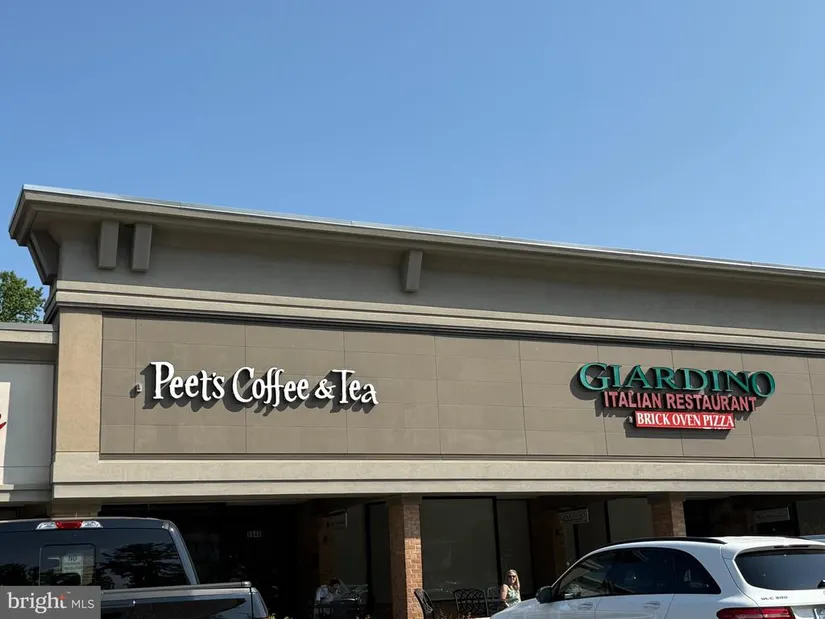 Peet's Coffee & Tea
GIARDINO
ITALIAN RESTAURANT
BRICK OVEN PIZZA
bright MLS